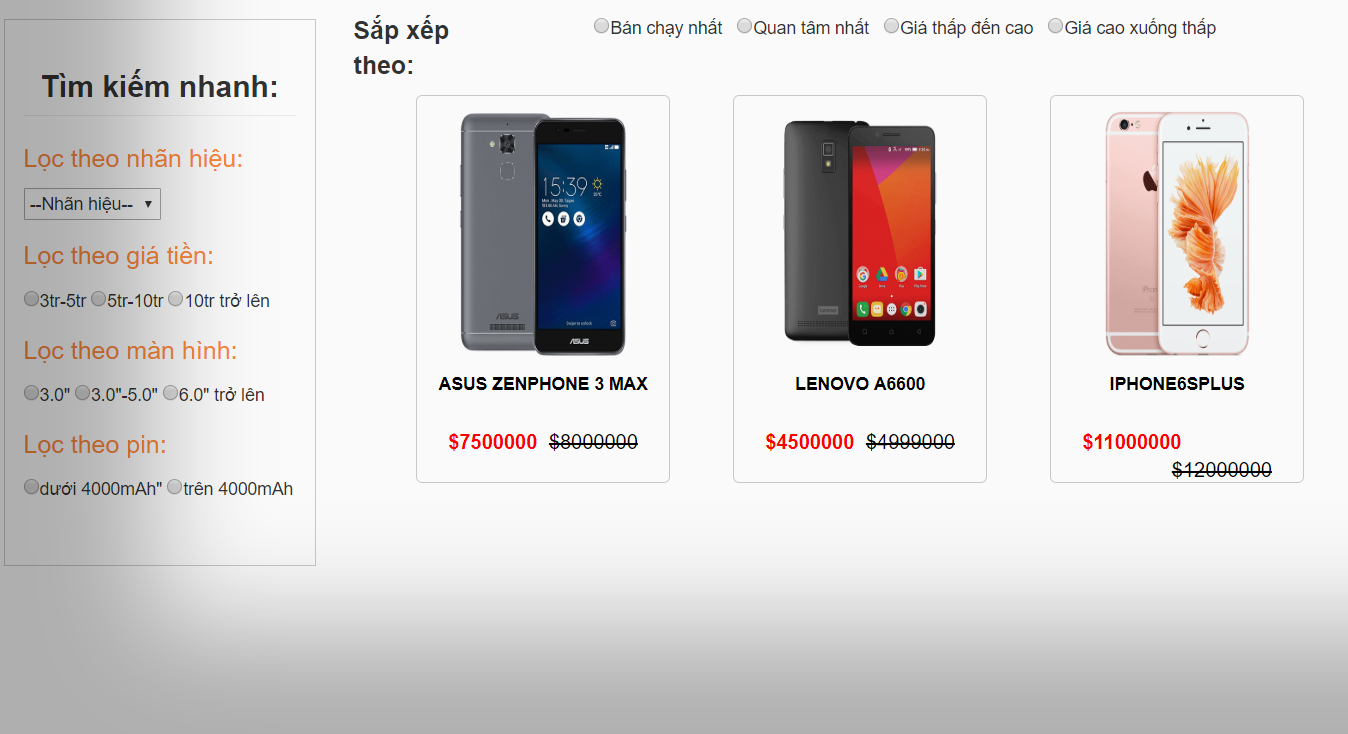 Tìm kiếm nhanh:
Lọc theo nhãn hiệu:
--Nhãn hiệu--
Lọc theo giá tiền:
3tr-5tr 5tr-10tr 10tr trở lên
Lọc theo màn hình:
3.0" 3.0"-5.0" 6.0" trở lên
Lọc theo pin:
dưới 4000mAh" trên 4000mAh
Sắp xếp
theo:
Bán chạy nhất Quan tâm nhất Giá thấp đến cao Giá cao xuống thấp
15:39
ASUS
ASUS
ASUS ZENPHONE 3 MAX
$7500000 $8000000
Lenovo
LENOVO A6600
$4500000 $4999000
IPHONE6SPLUS
$11000000
$12000000